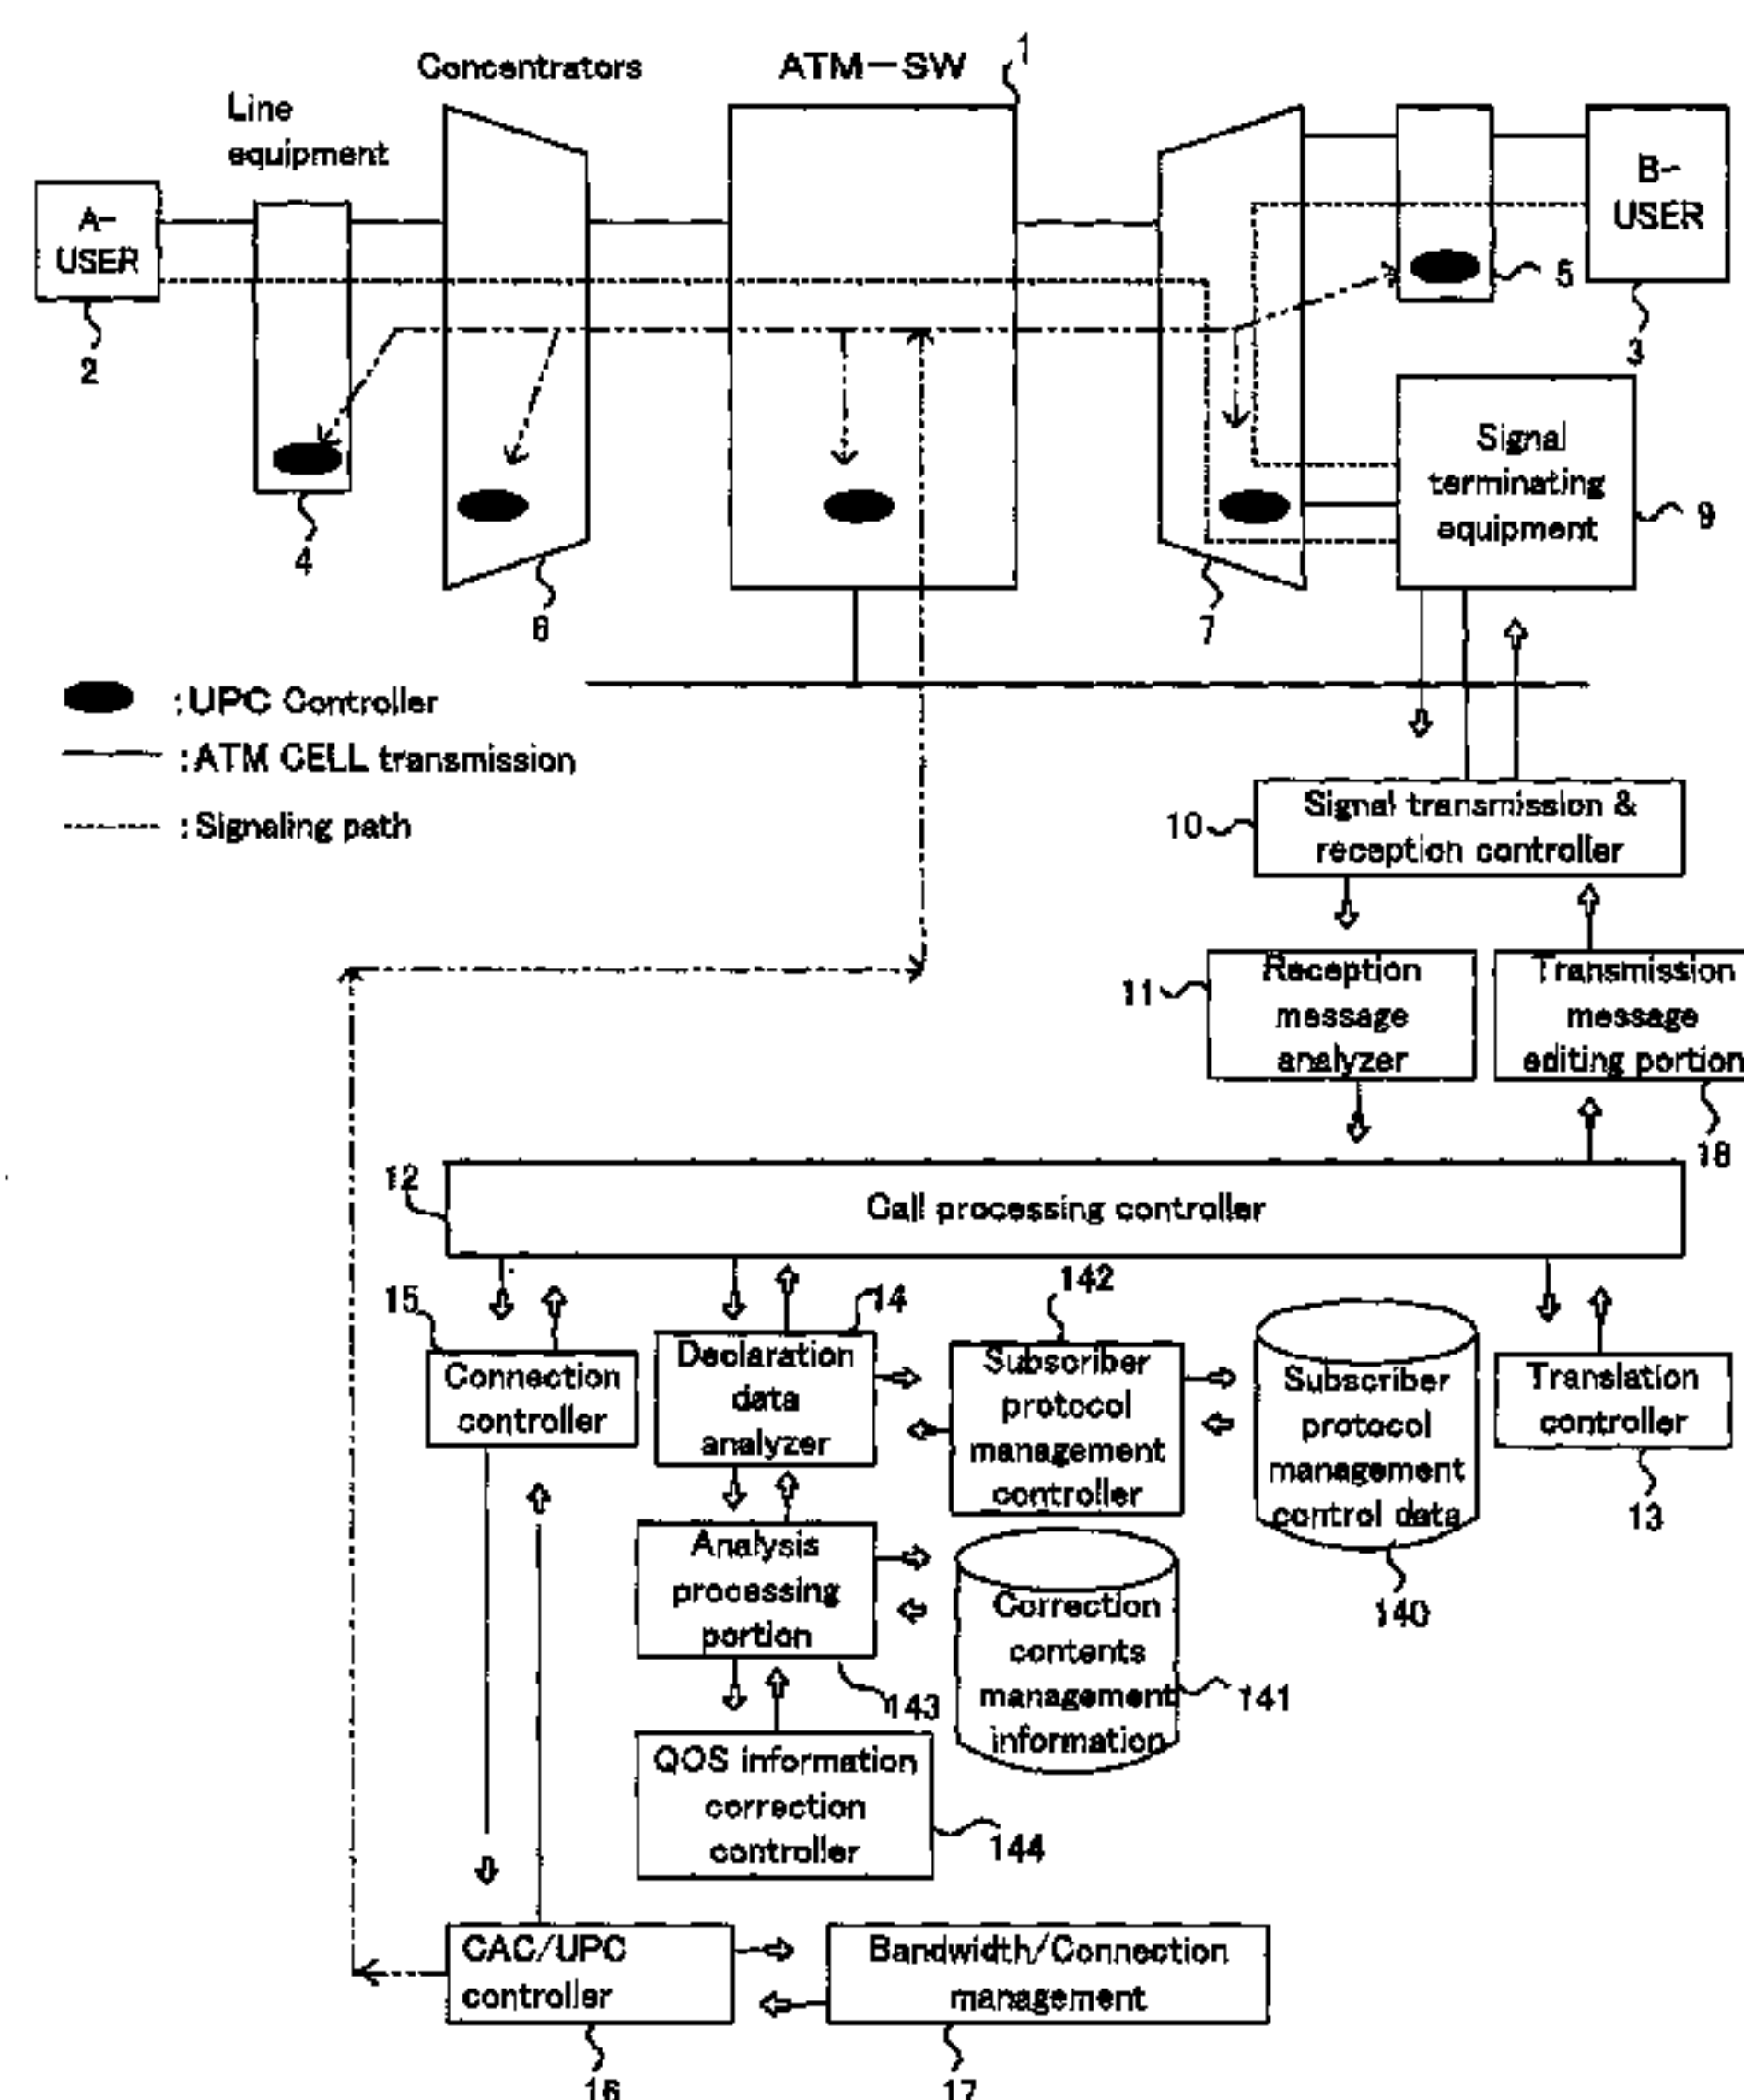 Concentrators
ATM-SW
1
Line
equipment
A-
USER
2
4
6
7
B-
USER
3
5
Signal
terminating
equipment
9
:UPC Controller
:ATM CELL transmission
:Signaling path
10
Signal transmission &
reception controller
11
Reception
message
analyzer
Transmission
message
editing portion
18
12
Call processing controller
15
Connection
controller
14
Declaration
data
analyzer
142
Subscriber
protocol
management
controller
Subscriber
protocol
management
control data
140
Translation
controller
13
Analysis
processing
portion
143
Correction
contents
management
information
141
QOS information
correction
controller
144
CAC/UPC
controller
16
Bandwidth/Connection
management
17